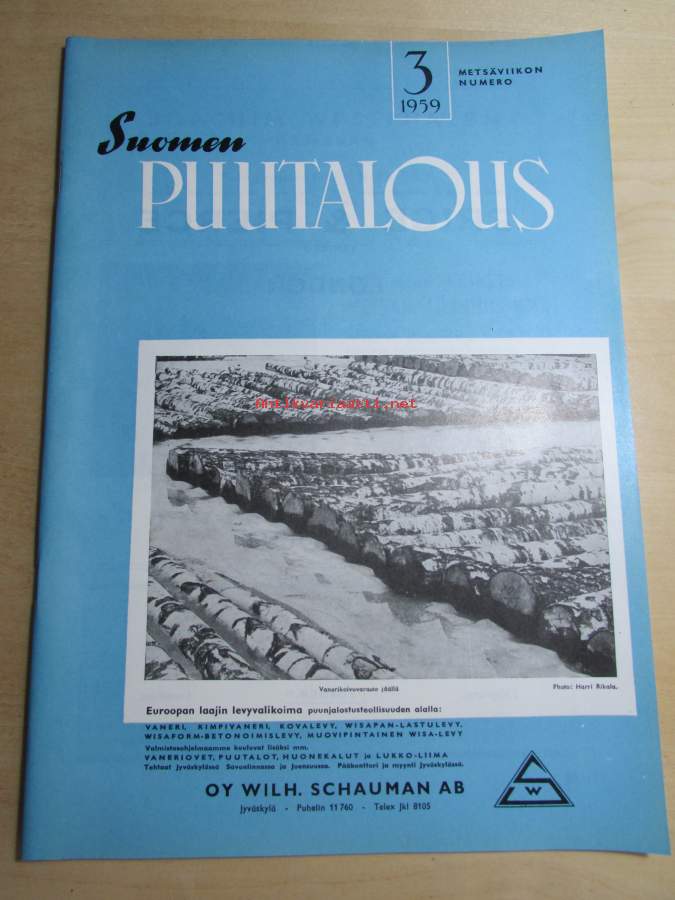 3
1959
METSÄVIIKON
NUMERO
Suomen
PUUTALOUS
antikvariaatti.net
Vanerikoivuvarasto jäällä
Photo: Harri Rikala.
Euroopan laajin levyvalikoima puunjalostusteollisuuden alalla:
VANERI, KIMPIVANERI, KOVALEVY, WISAPAN-LASTULEVY,
WISAFORM-BETONOIMISLEVY, MUOVIPINTAINEN WISA-LEVY
Valmistusohjelmaamme kuuluvat lisäksi mm.
VANERIOVET, PUUTALOT, HUONEKALUT ja LUKKO-LIIMA
Tehtaat Jyväskylässä Savonlinnassa ja Joensuussa. Pääkonttori ja myynti Jyväskylässä.
OY WILH. SCHAUMAN AB
Jyväskylä - Puhelin 11 760 - Telex Jkl 8105
SW